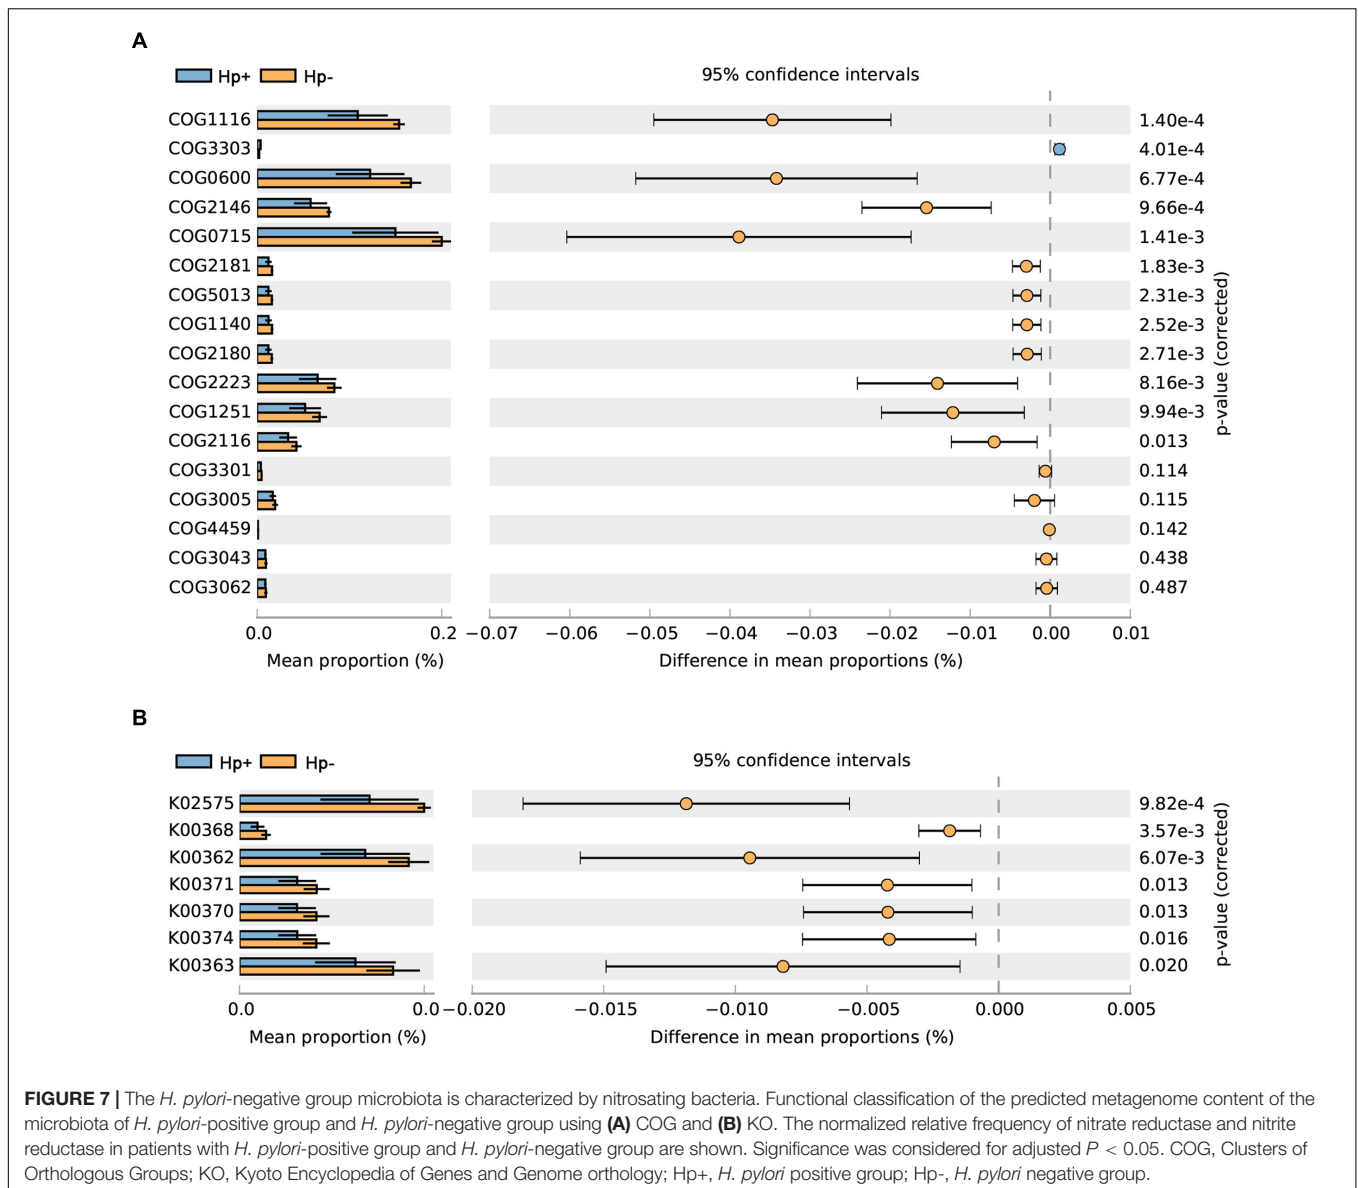 A
Hp+ Hp-
95% confidence intervals
COG1116 1.40e-4
COG3303 4.01e-4
COG0600 6.77e-4
COG2146 9.66e-4
COG0715 1.41e-3
COG2181 1.83e-3
COG5013 2.31e-3
COG1140 2.52e-3
COG2180 2.71e-3
COG2223 8.16e-3
COG1251 9.94e-3
COG2116 0.013
COG3301 0.114
COG3005 0.115
COG4459 0.142
COG3043 0.438
COG3062 0.487
p-value (corrected)
0.0 0.2 −0.07 −0.06 −0.05 −0.04 −0.03 −0.02 −0.01 0.00 0.01
Mean proportion (%) Difference in mean proportions (%)
B
Hp+ Hp-
95% confidence intervals
K02575 9.82e-4
K00368 3.57e-3
K00362 6.07e-3
K00371 0.013
K00370 0.013
K00374 0.016
K00363 0.020
p-value (corrected)
0.0 0.0 −0.020 −0.015 −0.010 −0.005 0.000 0.005
Mean proportion (%) Difference in mean proportions (%)
FIGURE 7 | The H. pylori-negative group microbiota is characterized by nitrosating bacteria. Functional classification of the predicted metagenome content of the
microbiota of H. pylori-positive group and H. pylori-negative group using (A) COG and (B) KO. The normalized relative frequency of nitrate reductase and nitrite
reductase in patients with H. pylori-positive group and H. pylori-negative group are shown. Significance was considered for adjusted P < 0.05. COG, Clusters of
Orthologous Groups; KO, Kyoto Encyclopedia of Genes and Genome orthology; Hp+, H. pylori positive group; Hp-, H. pylori negative group.